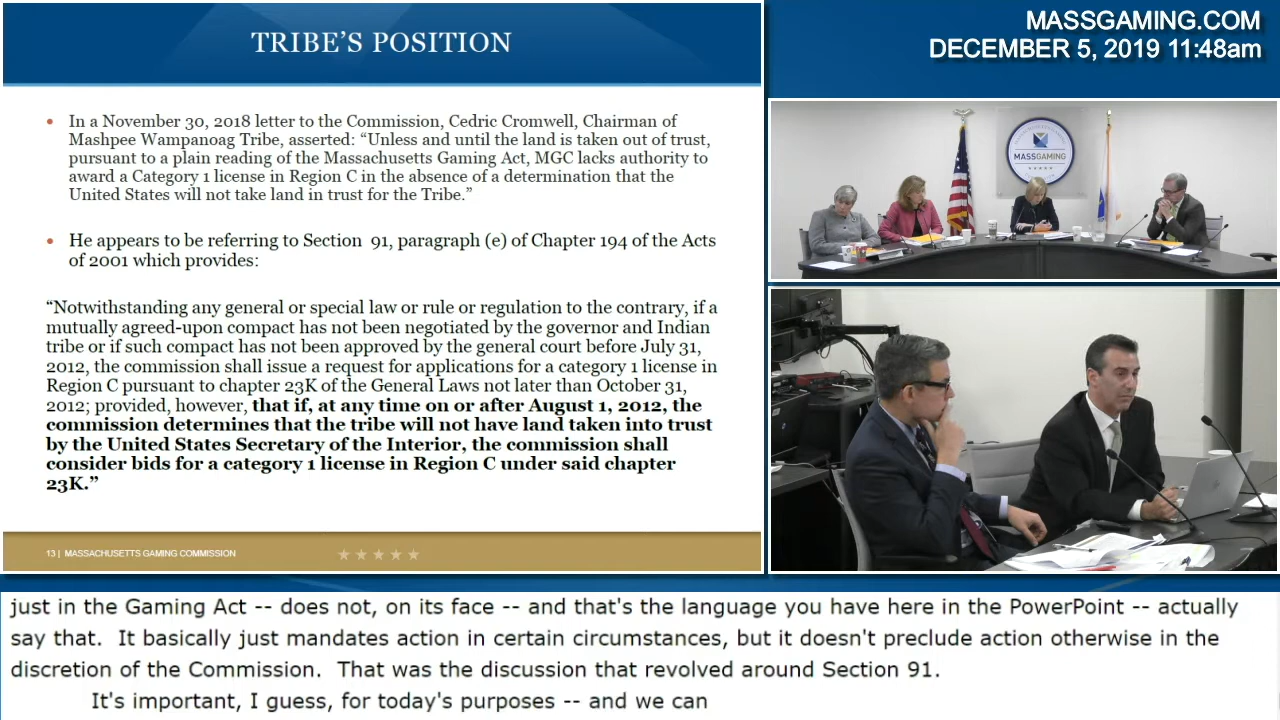 TRIBE'S POSITION
MASSGAMING.COM
DECEMBER 5, 2019 11:48am
• In a November 30, 2018 letter to the Commission, Cedric Cromwell, Chairman of
Mashpee Wampanoag Tribe, asserted: “Unless and until the land is taken out of trust,
pursuant to a plain reading of the Massachusetts Gaming Act, MGC lacks authority to
award a Category 1 license in Region C in the absence of a determination that the
United States will not take land in trust for the Tribe.”
• He appears to be referring to Section 91, paragraph (e) of Chapter 194 of the Acts
of 2001 which provides:
“Notwithstanding any general or special law or rule or regulation to the contrary, if a
mutually agreed-upon compact has not been negotiated by the governor and Indian
tribe or if such compact has not been approved by the general court before July 31,
2012, the commission shall issue a request for applications for a category 1 license in
Region C pursuant to chapter 23K of the General Laws not later than October 31,
2012; provided, however, that if, at any time on or after August 1, 2012, the
commission determines that the tribe will not have land taken into trust
by the United States Secretary of the Interior, the commission shall
consider bids for a category 1 license in Region C under said chapter
23K.”
13 | MASSACHUSETTS GAMING COMMISSION
MASSGAMING
just in the Gaming Act -- does not, on its face -- and that's the language you have here in the PowerPoint -- actually
say that. It basically just mandates action in certain circumstances, but it doesn't preclude action otherwise in the
discretion of the Commission. That was the discussion that revolved around Section 91.
It's important, I guess, for today's purposes -- and we can